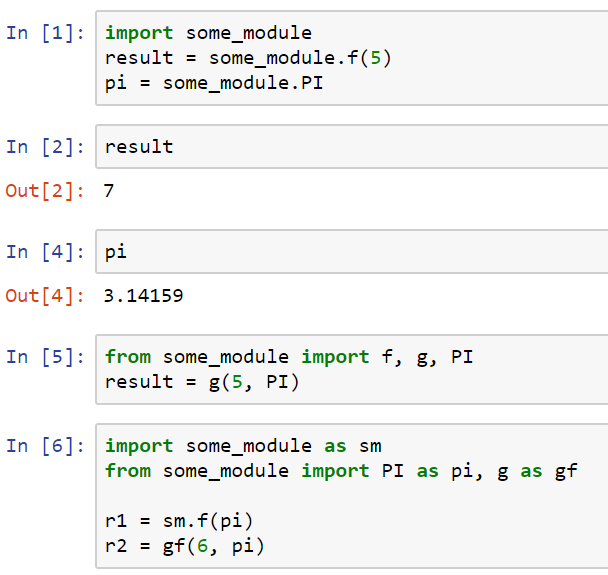 In [1]: import some_module
result = some_module.f(5)
pi = some_module.PI
In [2]: result
Out[2]: 7
In [4]: pi
Out[4]: 3.14159
In [5]: from some_module import f, g, PI
result = g(5, PI)
In [6]: import some_module as sm
from some_module import PI as pi, g as gf
r1 = sm.f(pi)
r2 = gf(6, pi)